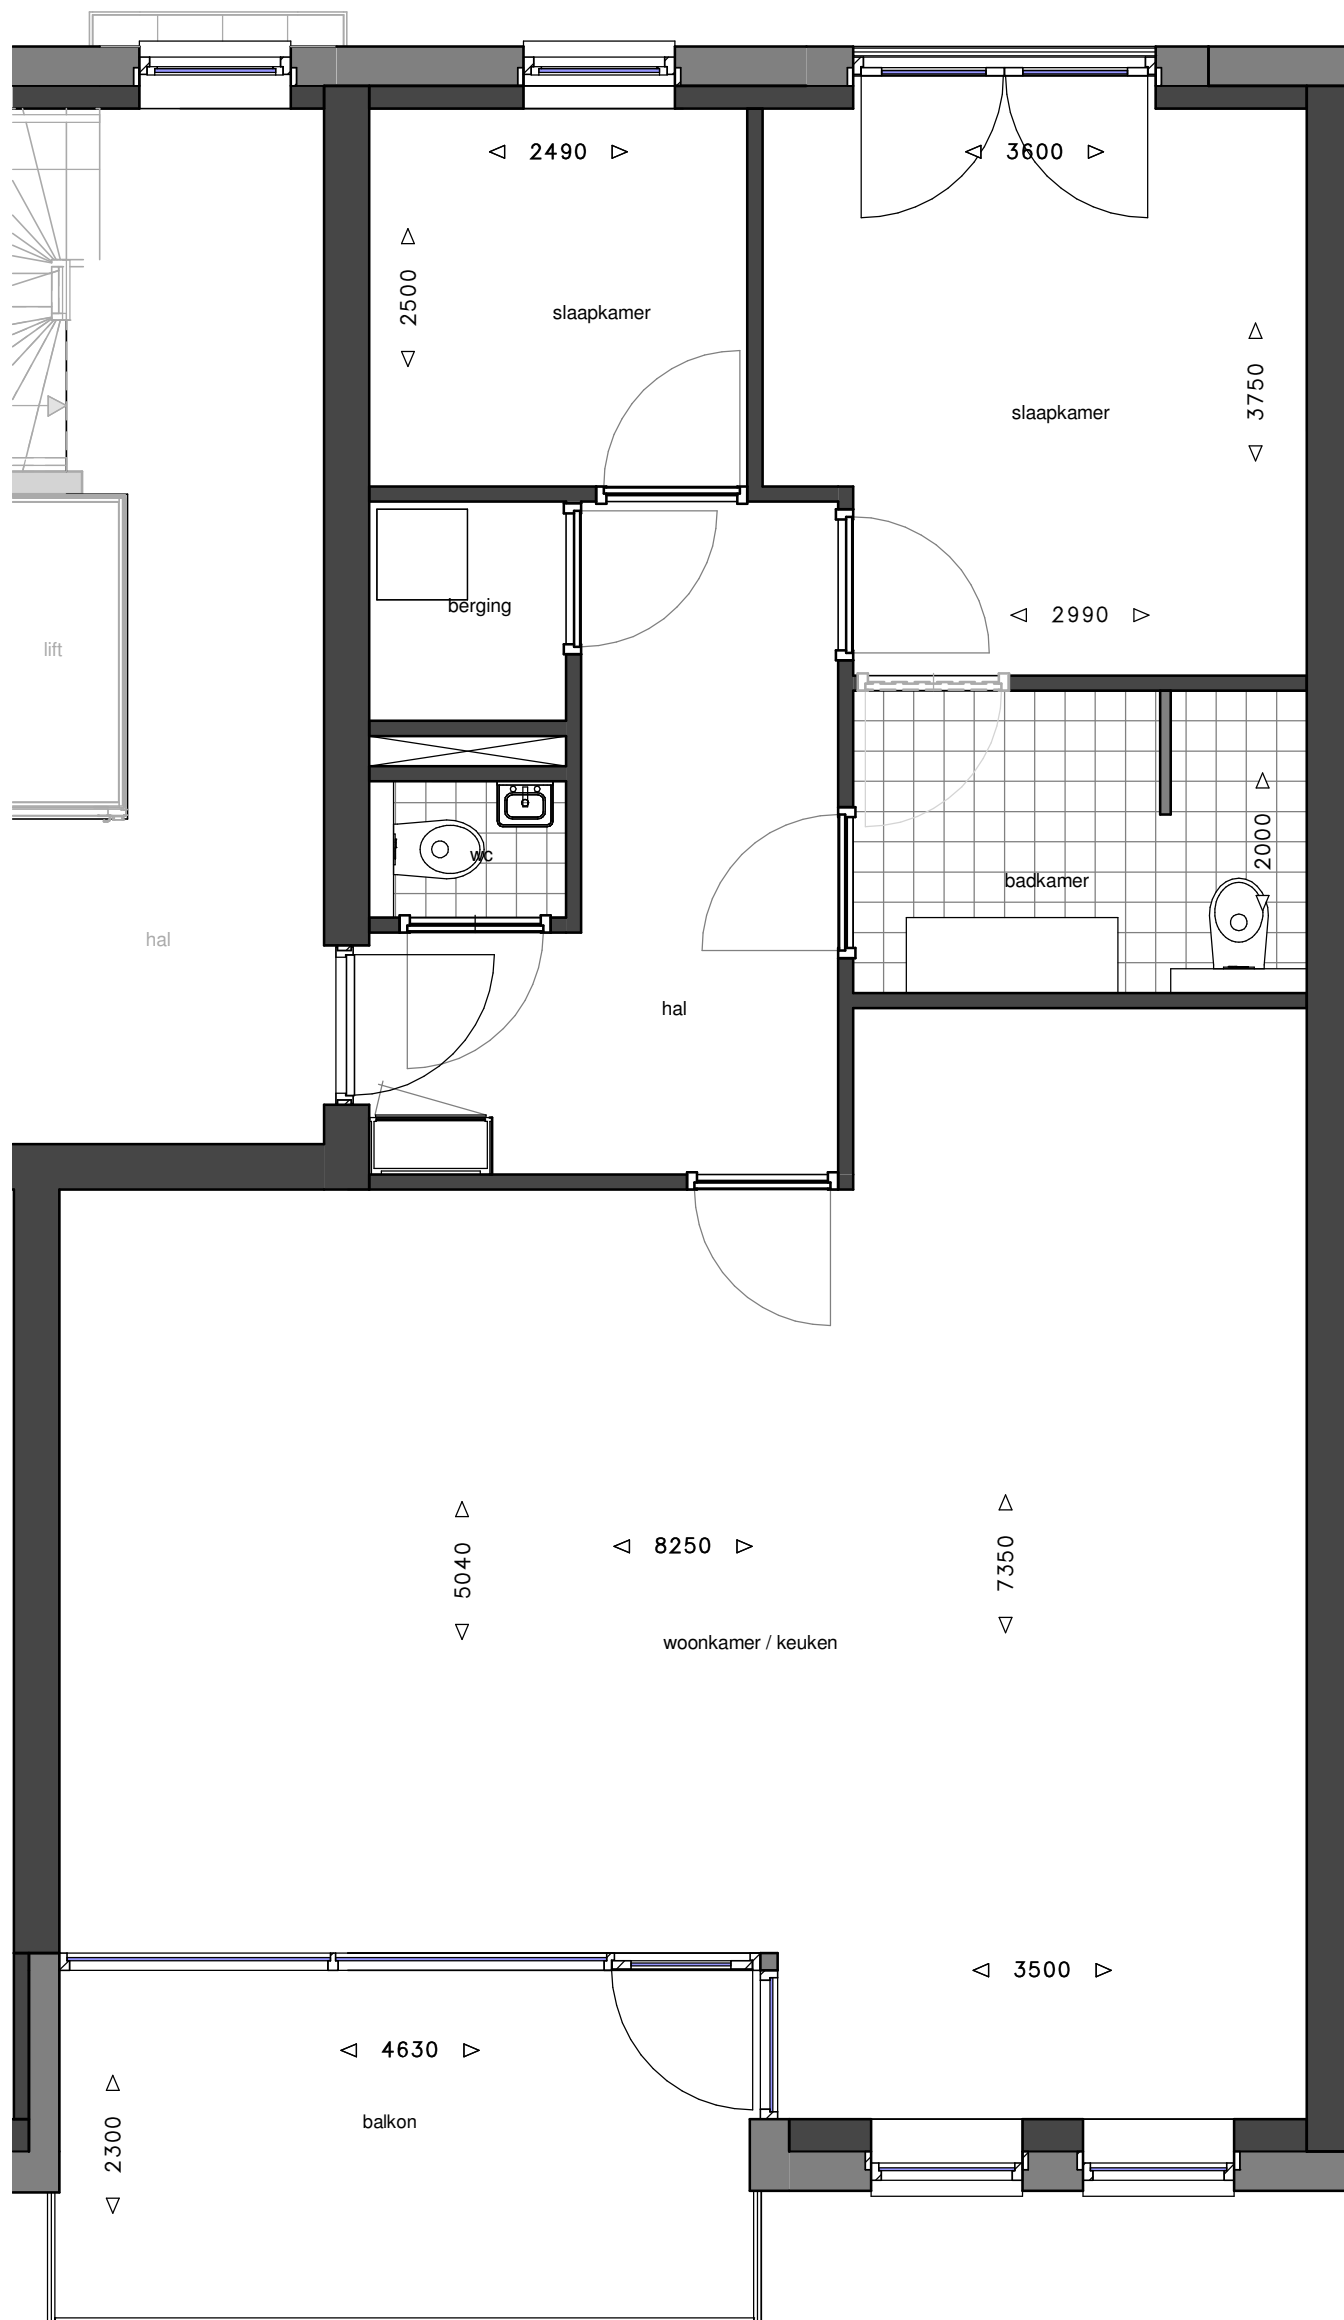 2490
3600
2500
slaapkamer
3750
slaapkamer
berging
2990
lift
2000
wc
badkamer
hal
hal
5040
8250
7350
woonkamer / keuken
3500
4630
2300
balkon